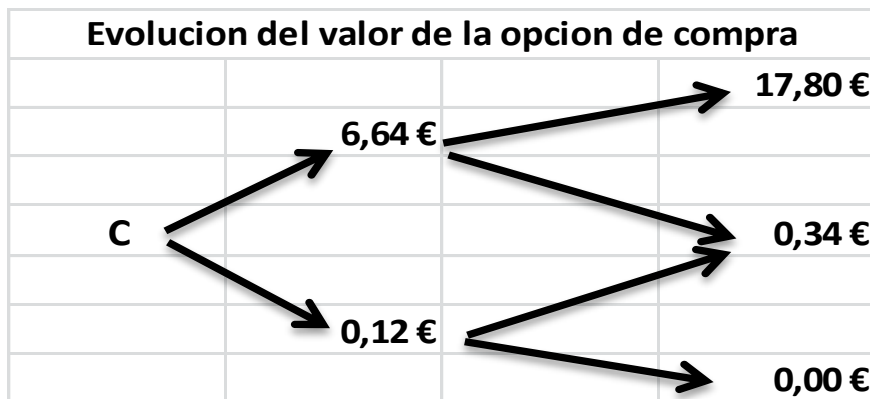 Evolucion del valor de la opcion de compra
17,80 €
6,64 €
C
0,34 €
0,12 €
0,00 €